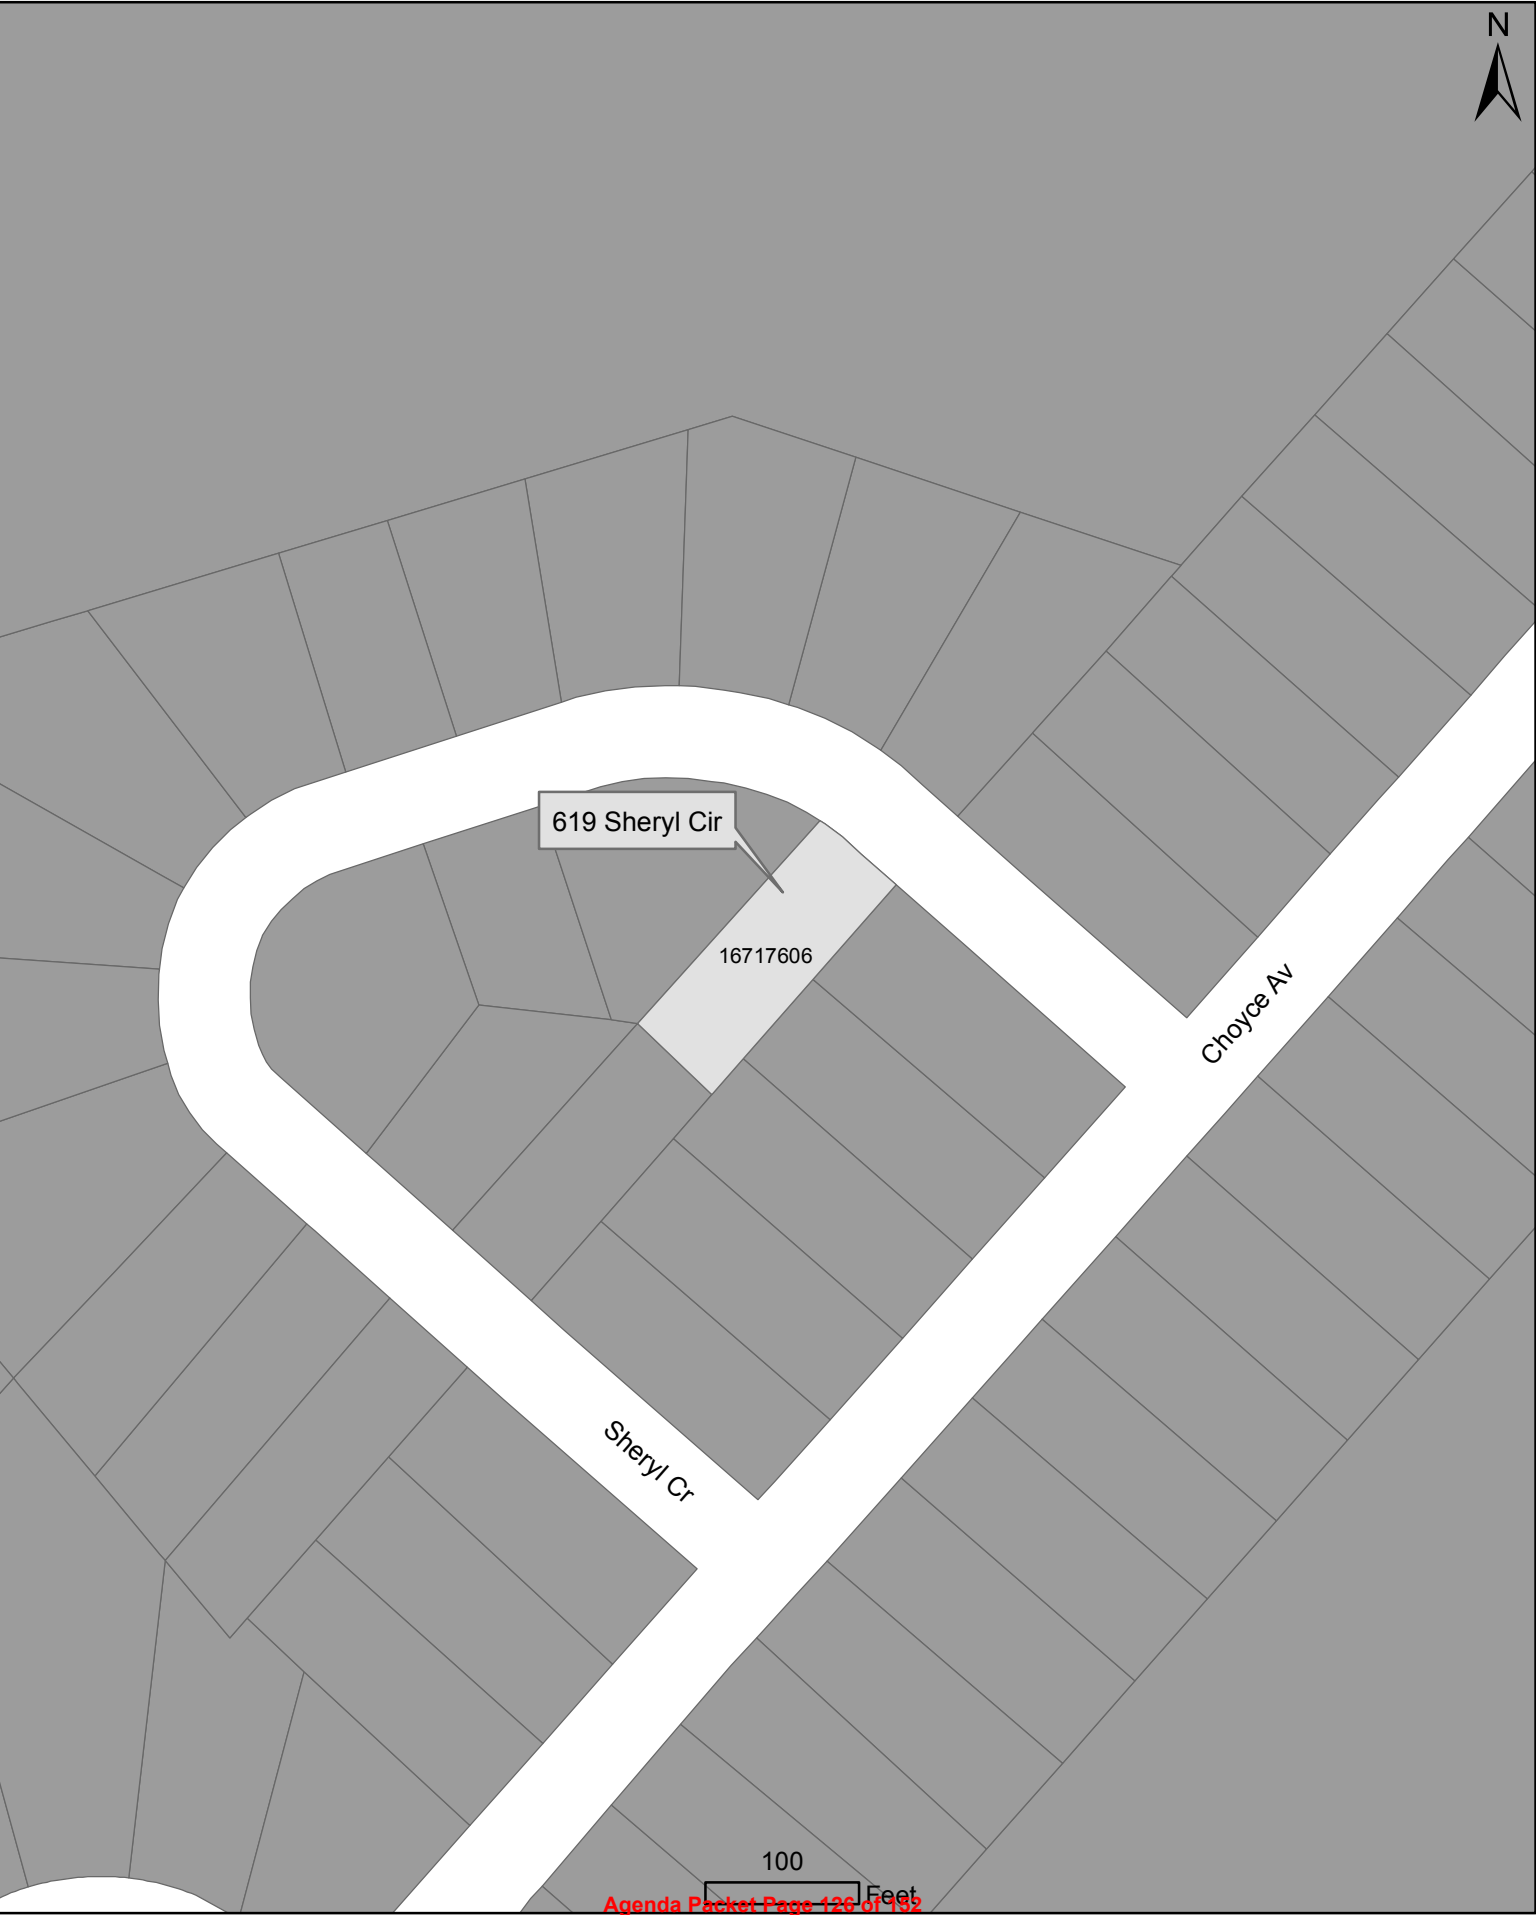 N
619 Sheryl Cir
16717606
Choyce Av
Sheryl Cr
100
Feet
Agenda Packet Page 126 of 152